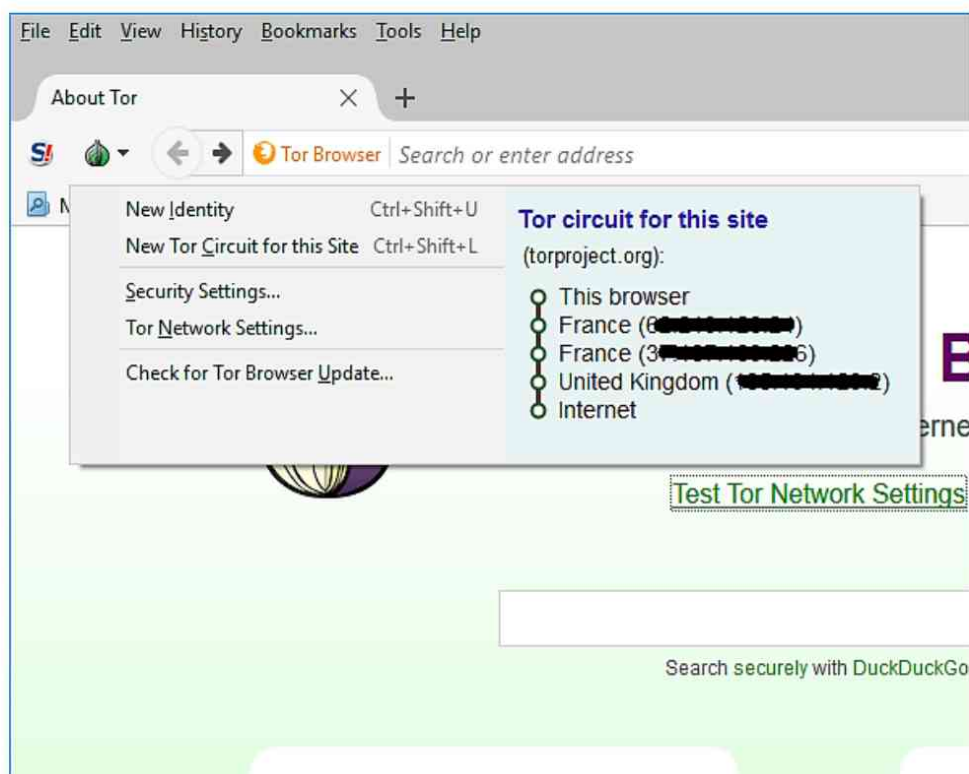 File Edit View History Bookmarks Tools Help
About Tor
S! Tor Browser Search or enter address
New Identity Ctrl+Shift+U
New Tor Circuit for this Site Ctrl+Shift+L
Security Settings...
Tor Network Settings...
Check for Tor Browser Update...
Tor circuit for this site
(torproject.org):
This browser
France (
France (
United Kingdom (
Internet
B
erne
Test Tor Network Settings
Search securely with DuckDuckGo